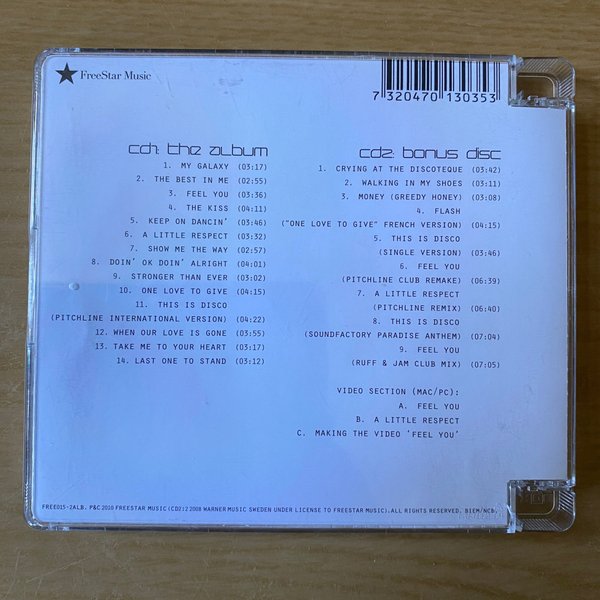 FreeStar Music
7 320470 130353
CD1: THE ALBUM
1. MY GALAXY (03:17)
2. THE BEST IN ME (02:55)
3. FEEL YOU (03:36)
4. THE KISS (04:11)
5. KEEP ON DANCIN' (03:46)
6. A LITTLE RESPECT (03:32)
7. SHOW ME THE WAY (02:57)
8. DOIN' OK DOIN' ALRIGHT (04:01)
9. STRONGER THAN EVER (03:02)
10. ONE LOVE TO GIVE (04:15)
11. THIS IS DISCO
(PITCHLINE INTERNATIONAL VERSION) (04:22)
12. WHEN OUR LOVE IS GONE (03:55)
13. TAKE ME TO YOUR HEART (03:17)
14. LAST ONE TO STAND (03:12)
CD2: BONUS DISC
1. CRYING AT THE DISCOTEQUE (03:42)
2. WALKING IN MY SHOES (03:11)
3. MONEY (GREEDY HONEY) (03:08)
4. FLASH
("ONE LOVE TO GIVE" FRENCH VERSION) (04:15)
5. THIS IS DISCO
(SINGLE VERSION) (03:46)
6. FEEL YOU
(PITCHLINE CLUB REMAKE) (06:39)
7. A LITTLE RESPECT
(PITCHLINE REMIX) (06:40)
8. THIS IS DISCO
(SOUNDFACTORY PARADISE ANTHEM) (07:04)
9. FEEL YOU
(RUFF & JAM CLUB MIX) (07:05)
VIDEO SECTION (MAC/PC):
A. FEEL YOU
B. A LITTLE RESPECT
C. MAKING THE VIDEO 'FEEL YOU'
FREE015-2ALB. P&C 2010 FREESTAR MUSIC (CD2:2 2008 WARNER MUSIC SWEDEN UNDER LICENSE TO FREESTAR MUSIC).ALL RIGHTS RESERVED. BIEM/NCB.